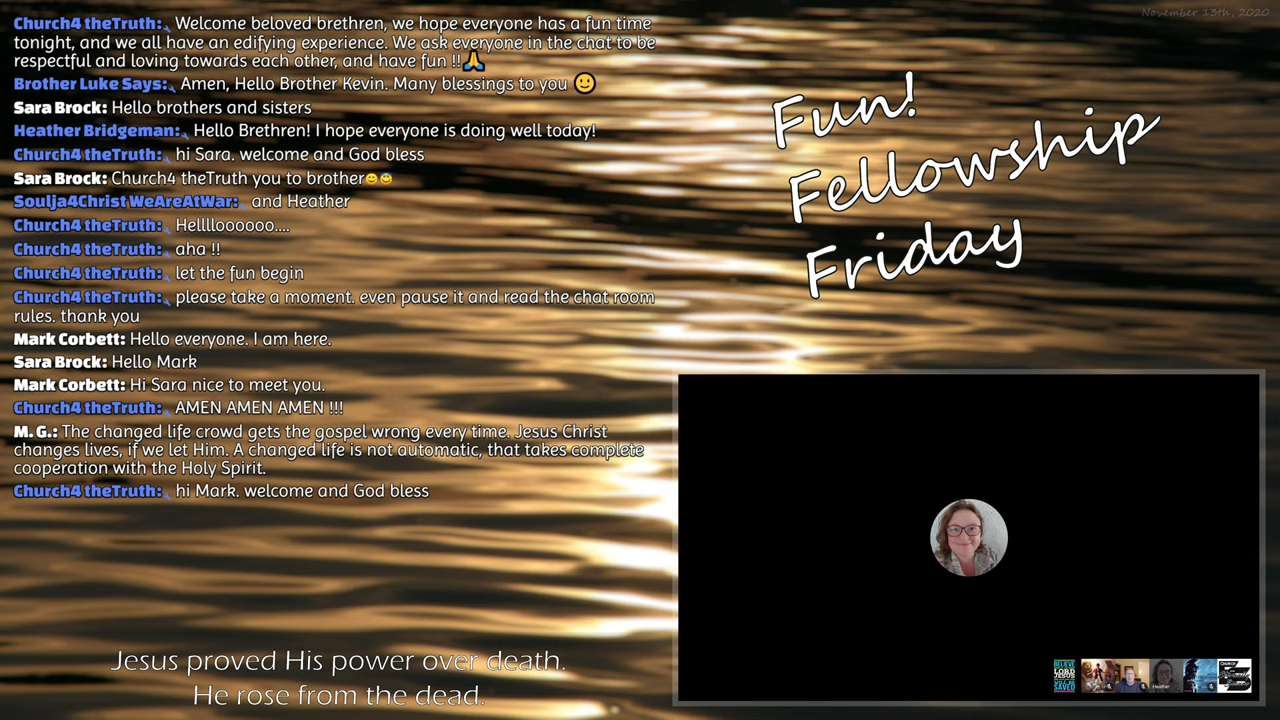 November 13th, 2020
Church4 theTruth: Welcome beloved brethren, we hope everyone has a fun time
tonight, and we all have an edifying experience. We ask everyone in the chat to be
respectful and loving towards each other, and have fun !!🙏
Brother Luke Says: Amen, Hello Brother Kevin. Many blessings to you 🙂
Sara Brock: Hello brothers and sisters
Heather Bridgeman: Hello Brethren! I hope everyone is doing well today!
Church4 theTruth: hi Sara. welcome and God bless
Sara Brock: Church4 theTruth you to brother😊😇
Soulja4Christ WeAreAtWar: and Heather
Church4 theTruth: Helllloooooo....
Church4 theTruth: aha !!
Church4 theTruth: let the fun begin
Church4 theTruth: please take a moment. even pause it and read the chat room
rules. thank you
Mark Corbett: Hello everyone. I am here.
Sara Brock: Hello Mark
Mark Corbett: Hi Sara nice to meet you.
Church4 theTruth: AMEN AMEN AMEN !!!
M. G.: The changed life crowd gets the gospel wrong every time. Jesus Christ
changes lives, if we let Him. A changed life is not automatic, that takes complete
cooperation with the Holy Spirit.
Church4 theTruth: hi Mark. welcome and God bless
Fun!
Fellowship
Friday
BELIEVE
LORD
JESUS
SAVED
Heather
CHURCH
Jesus proved His power over death.
He rose from the dead.